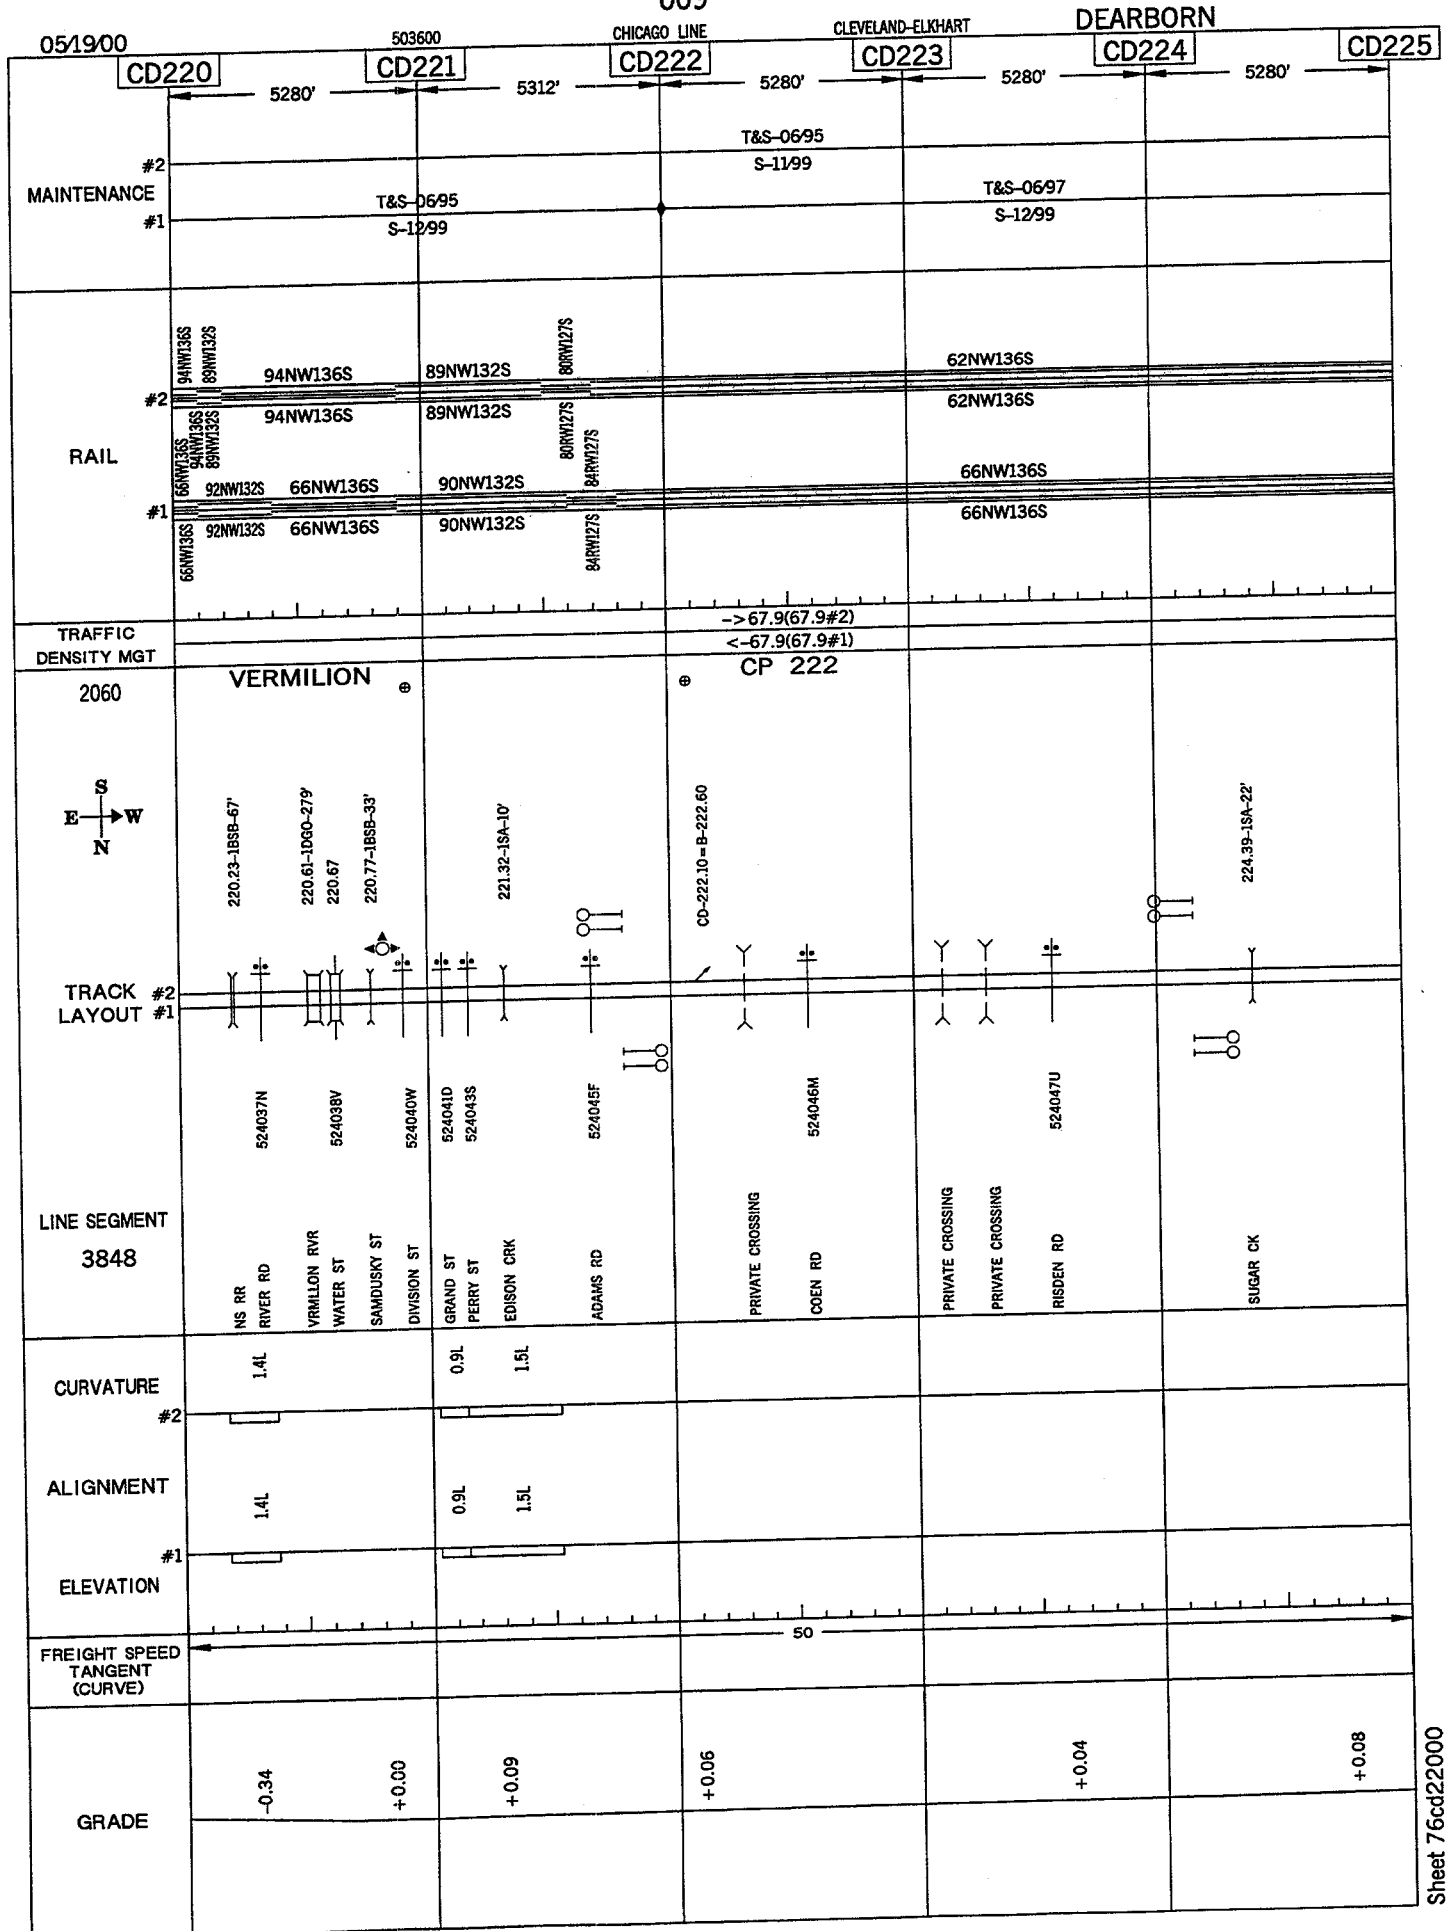 009
05/19/00
503600
CHICAGO LINE
CLEVELAND-ELKHART
DEARBORN
CD220
CD221
CD222
CD223
CD224
CD225
5280'
5312'
5280'
5280'
5280'
MAINTENANCE
#2
T&S-06/95
S-11/99
#1
T&S-06/95
S-12/99
T&S-06/97
S-12/99
RAIL
94NW136S
89NW132S
94NW136S
89NW132S
80RW127S
62NW136S
#2
94NW136S
89NW132S
94NW136S
89NW132S
80RW127S
62NW136S
66NW136S
92NW132S
66NW136S
90NW132S
84RW127S
66NW136S
#1
66NW136S
92NW132S
66NW136S
90NW132S
84RW127S
66NW136S
TRAFFIC
DENSITY MGT
->67.9(67.9#2)
<-67.9(67.9#1)
2060
VERMILION
CP 222
S
E W
N
220.23-1BSB-67'
220.61-1DGO-279'
220.67
220.77-1BSB-33'
221.32-1SA-10'
CD-222.10=B-222.60
224.39-1SA-22'
TRACK #2
LAYOUT #1
524037N
524038V
524040W
524041D
524043S
524045F
524046M
524047U
LINE SEGMENT
3848
NS RR
RIVER RD
VRMLLON RVR
WATER ST
SAMDUSKY ST
DIVISION ST
GRAND ST
PERRY ST
EDISON CRK
ADAMS RD
PRIVATE CROSSING
COEN RD
PRIVATE CROSSING
PRIVATE CROSSING
RISDEN RD
SUGAR CK
CURVATURE
1.4L
0.9L
1.5L
#2
ALIGNMENT
1.4L
0.9L
1.5L
#1
ELEVATION
FREIGHT SPEED
TANGENT
(CURVE)
50
GRADE
-0.34
+0.00
+0.09
+0.06
+0.04
+0.08
Sheet 76cd22000